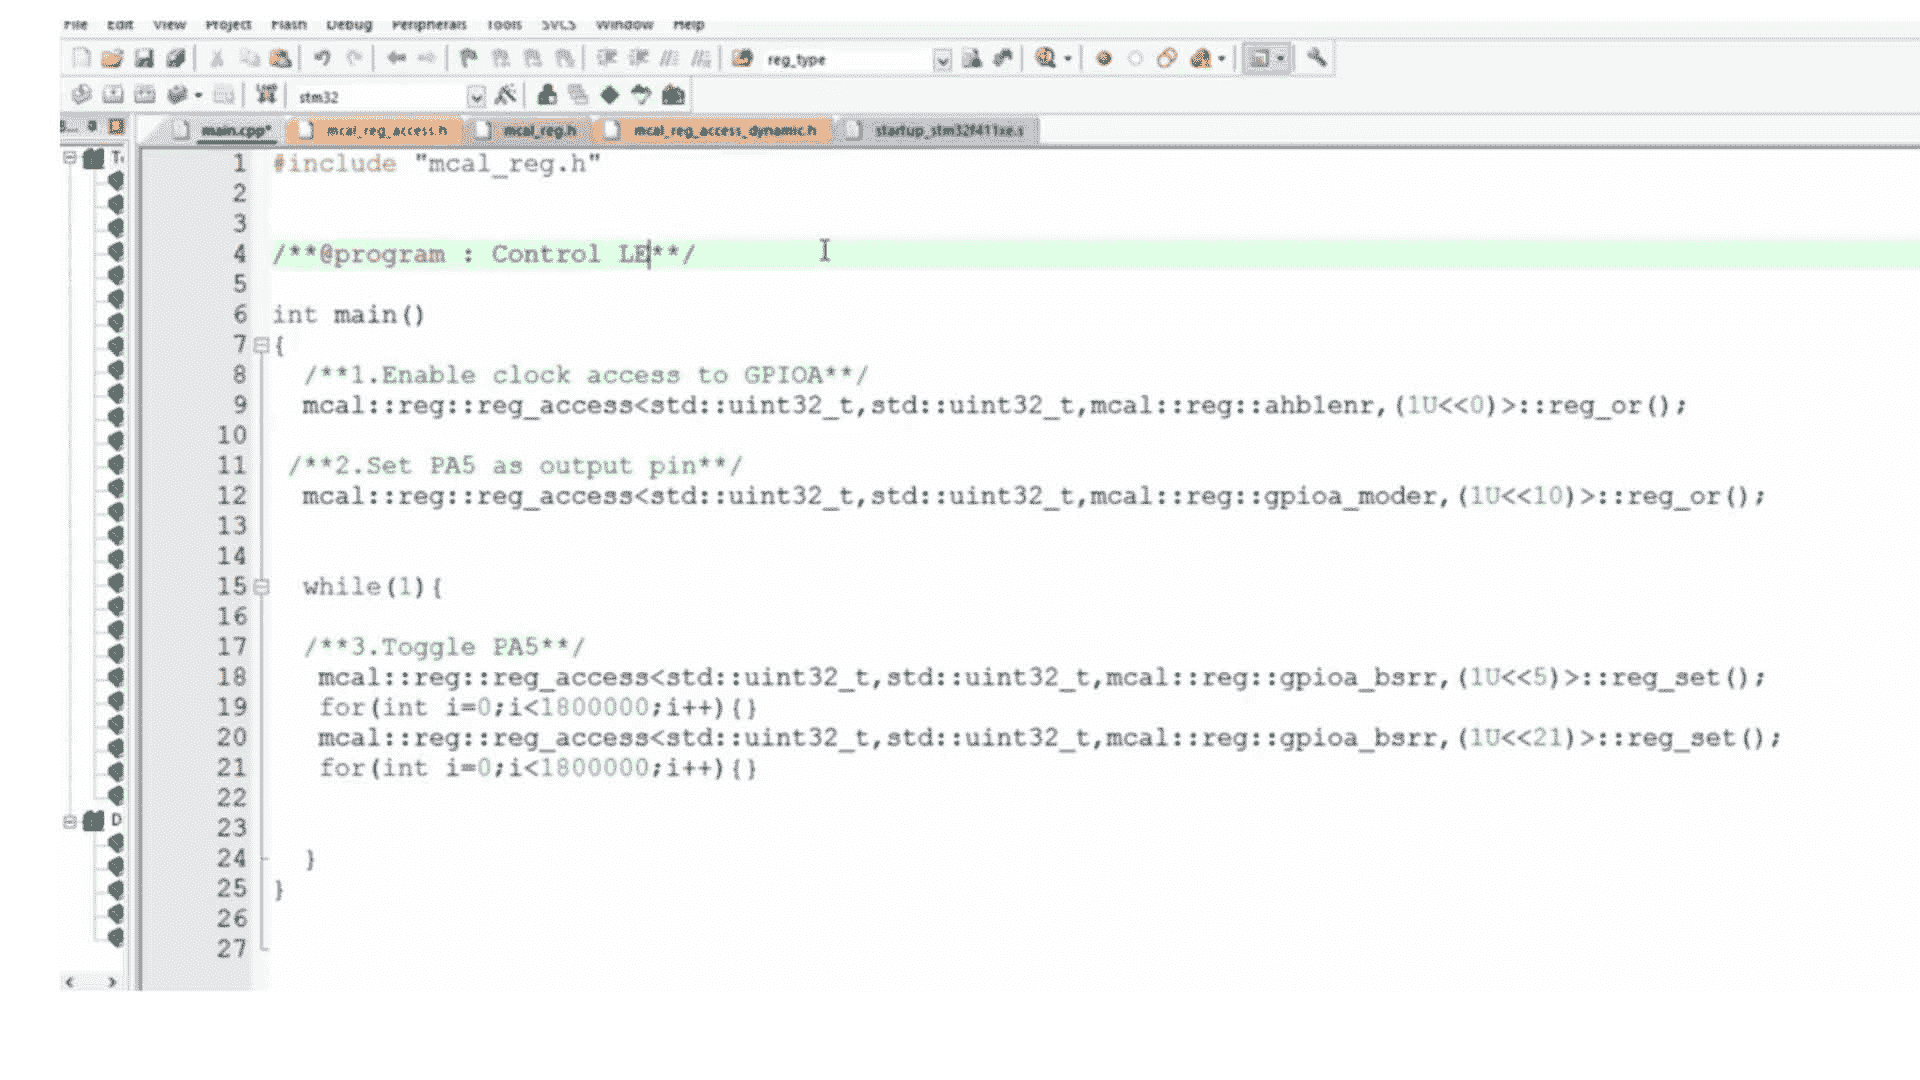 File Edit View Project Flash Debug Peripherals Tools SVCS Window Help
reg_type
stm32
main.cpp* mcal_reg_access.h mcal_reg.h mcal_reg_access_dynamic.h startup_stm32f411xe.s
1 #include "mcal_reg.h"
2
3
4 /**@program : Control LE**/
5
6 int main()
7 {
8 /**1.Enable clock access to GPIOA**/
9 mcal::reg::reg_access<std::uint32_t,std::uint32_t,mcal::reg::ahb1enr,(1U<<0)>::reg_or();
10
11 /**2.Set PA5 as output pin**/
12 mcal::reg::reg_access<std::uint32_t,std::uint32_t,mcal::reg::gpioa_moder,(1U<<10)>::reg_or();
13
14
15 while(1){
16
17 /**3.Toggle PA5**/
18 mcal::reg::reg_access<std::uint32_t,std::uint32_t,mcal::reg::gpioa_bsrr,(1U<<5)>::reg_set();
19 for(int i=0;i<1800000;i++){}
20 mcal::reg::reg_access<std::uint32_t,std::uint32_t,mcal::reg::gpioa_bsrr,(1U<<21)>::reg_set();
21 for(int i=0;i<1800000;i++){}
22
23
24 }
25 }
26
27